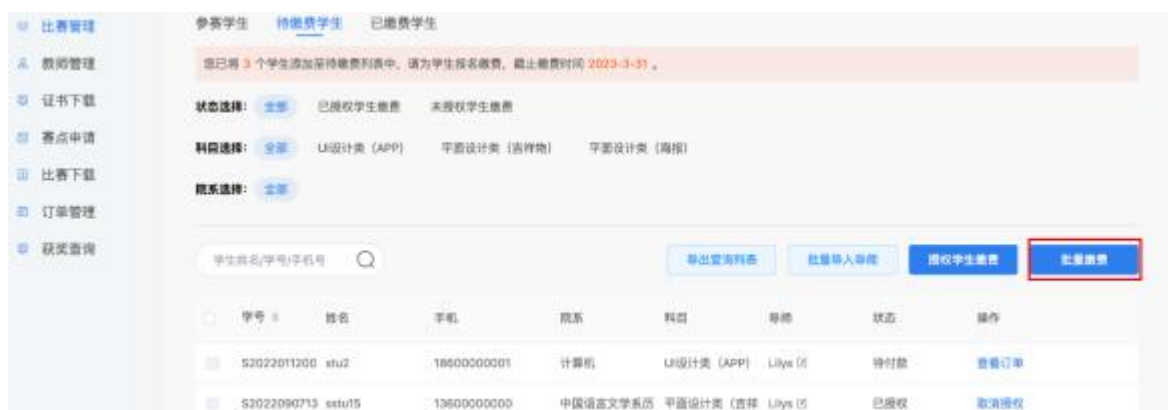 比赛管理
教师管理
证书下载
赛点申请
比赛下载
订单管理
获奖查询
参赛学生 待缴费学生 已缴费学生
您已将 3 个学生添加至待缴费列表中，请为学生报名缴费，截止缴费时间 2023-3-31 。
状态选择： 全部 已授权学生缴费 未授权学生缴费
科目选择： 全部 UI设计类（APP） 平面设计类（吉祥物） 平面设计类（海报）
院系选择： 全部
学生姓名/学号/手机号 导出查询列表 批量导入导师 授权学生缴费 批量缴费
学号 姓名 手机 院系 科目 导师 状态 操作
S2022011200 stu2 18600000001 计算机 UI设计类（APP） Lilys 待付款 查看订单
S2022090713 sstu15 13600000000 中国语言文学系历 平面设计类（吉祥 Lilys 已授权 取消授权